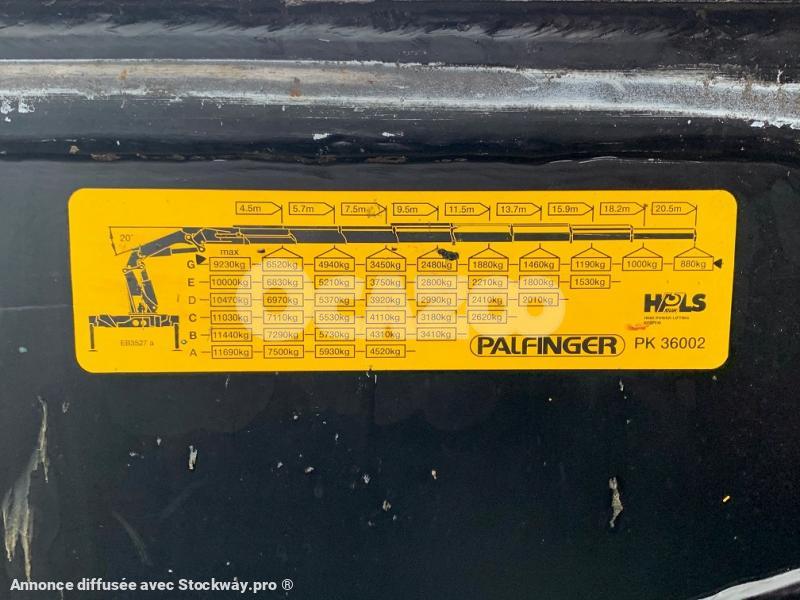 4.5m 5.7m 7.5m 9.5m 11.5m 13.7m 15.9m 18.2m 20.5m
20°
max
G 9230kg 6520kg 4940kg 3450kg 2480kg 1880kg 1460kg 1190kg 1000kg 880kg
E 10000kg 6830kg 5210kg 3750kg 2800kg 2210kg 1800kg 1530kg
D 10470kg 6970kg 5370kg 3920kg 2990kg 2410kg 2010kg
C 11030kg 7110kg 5530kg 4110kg 3180kg 2620kg
B 11440kg 7290kg 5730kg 4310kg 3410kg
A 11690kg 7500kg 5930kg 4520kg
EB3527 a
HPLS
PALFINGER PK 36002
Annonce diffusée avec Stockway.pro ®